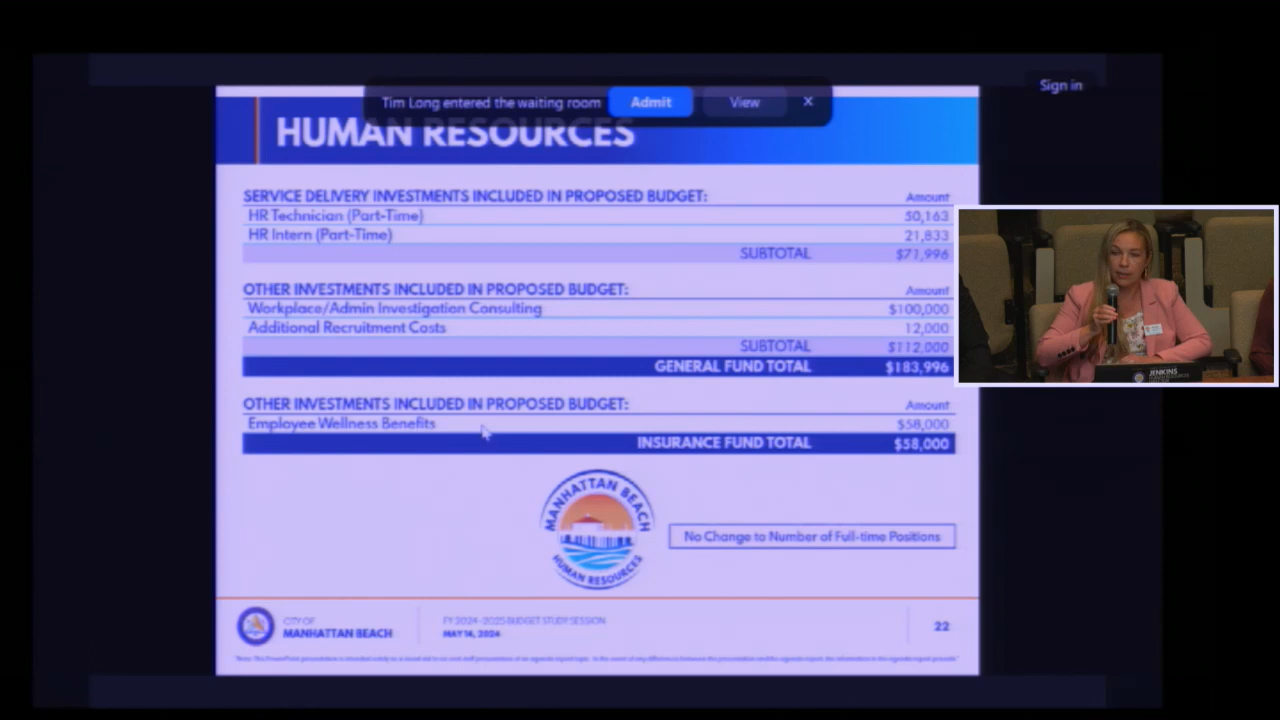 Sign in
Tim Long entered the waiting room Admit View ×
HUMAN RESOURCES
SERVICE DELIVERY INVESTMENTS INCLUDED IN PROPOSED BUDGET: Amount
HR Technician (Part-Time) 50,163
HR Intern (Part-Time) 21,833
SUBTOTAL $71,996
OTHER INVESTMENTS INCLUDED IN PROPOSED BUDGET: Amount
Workplace/Admin Investigation Consulting $100,000
Additional Recruitment Costs 12,000
SUBTOTAL $112,000
GENERAL FUND TOTAL $183,996
OTHER INVESTMENTS INCLUDED IN PROPOSED BUDGET: Amount
Employee Wellness Benefits $58,000
INSURANCE FUND TOTAL $58,000
MANHATTAN BEACH
HUMAN RESOURCES
No Change to Number of Full-time Positions
CITY OF
MANHATTAN BEACH
FY 2024-2025 BUDGET STUDY SESSION
MAY 14, 2024
22
JENKINS
HUMAN RESOURCES